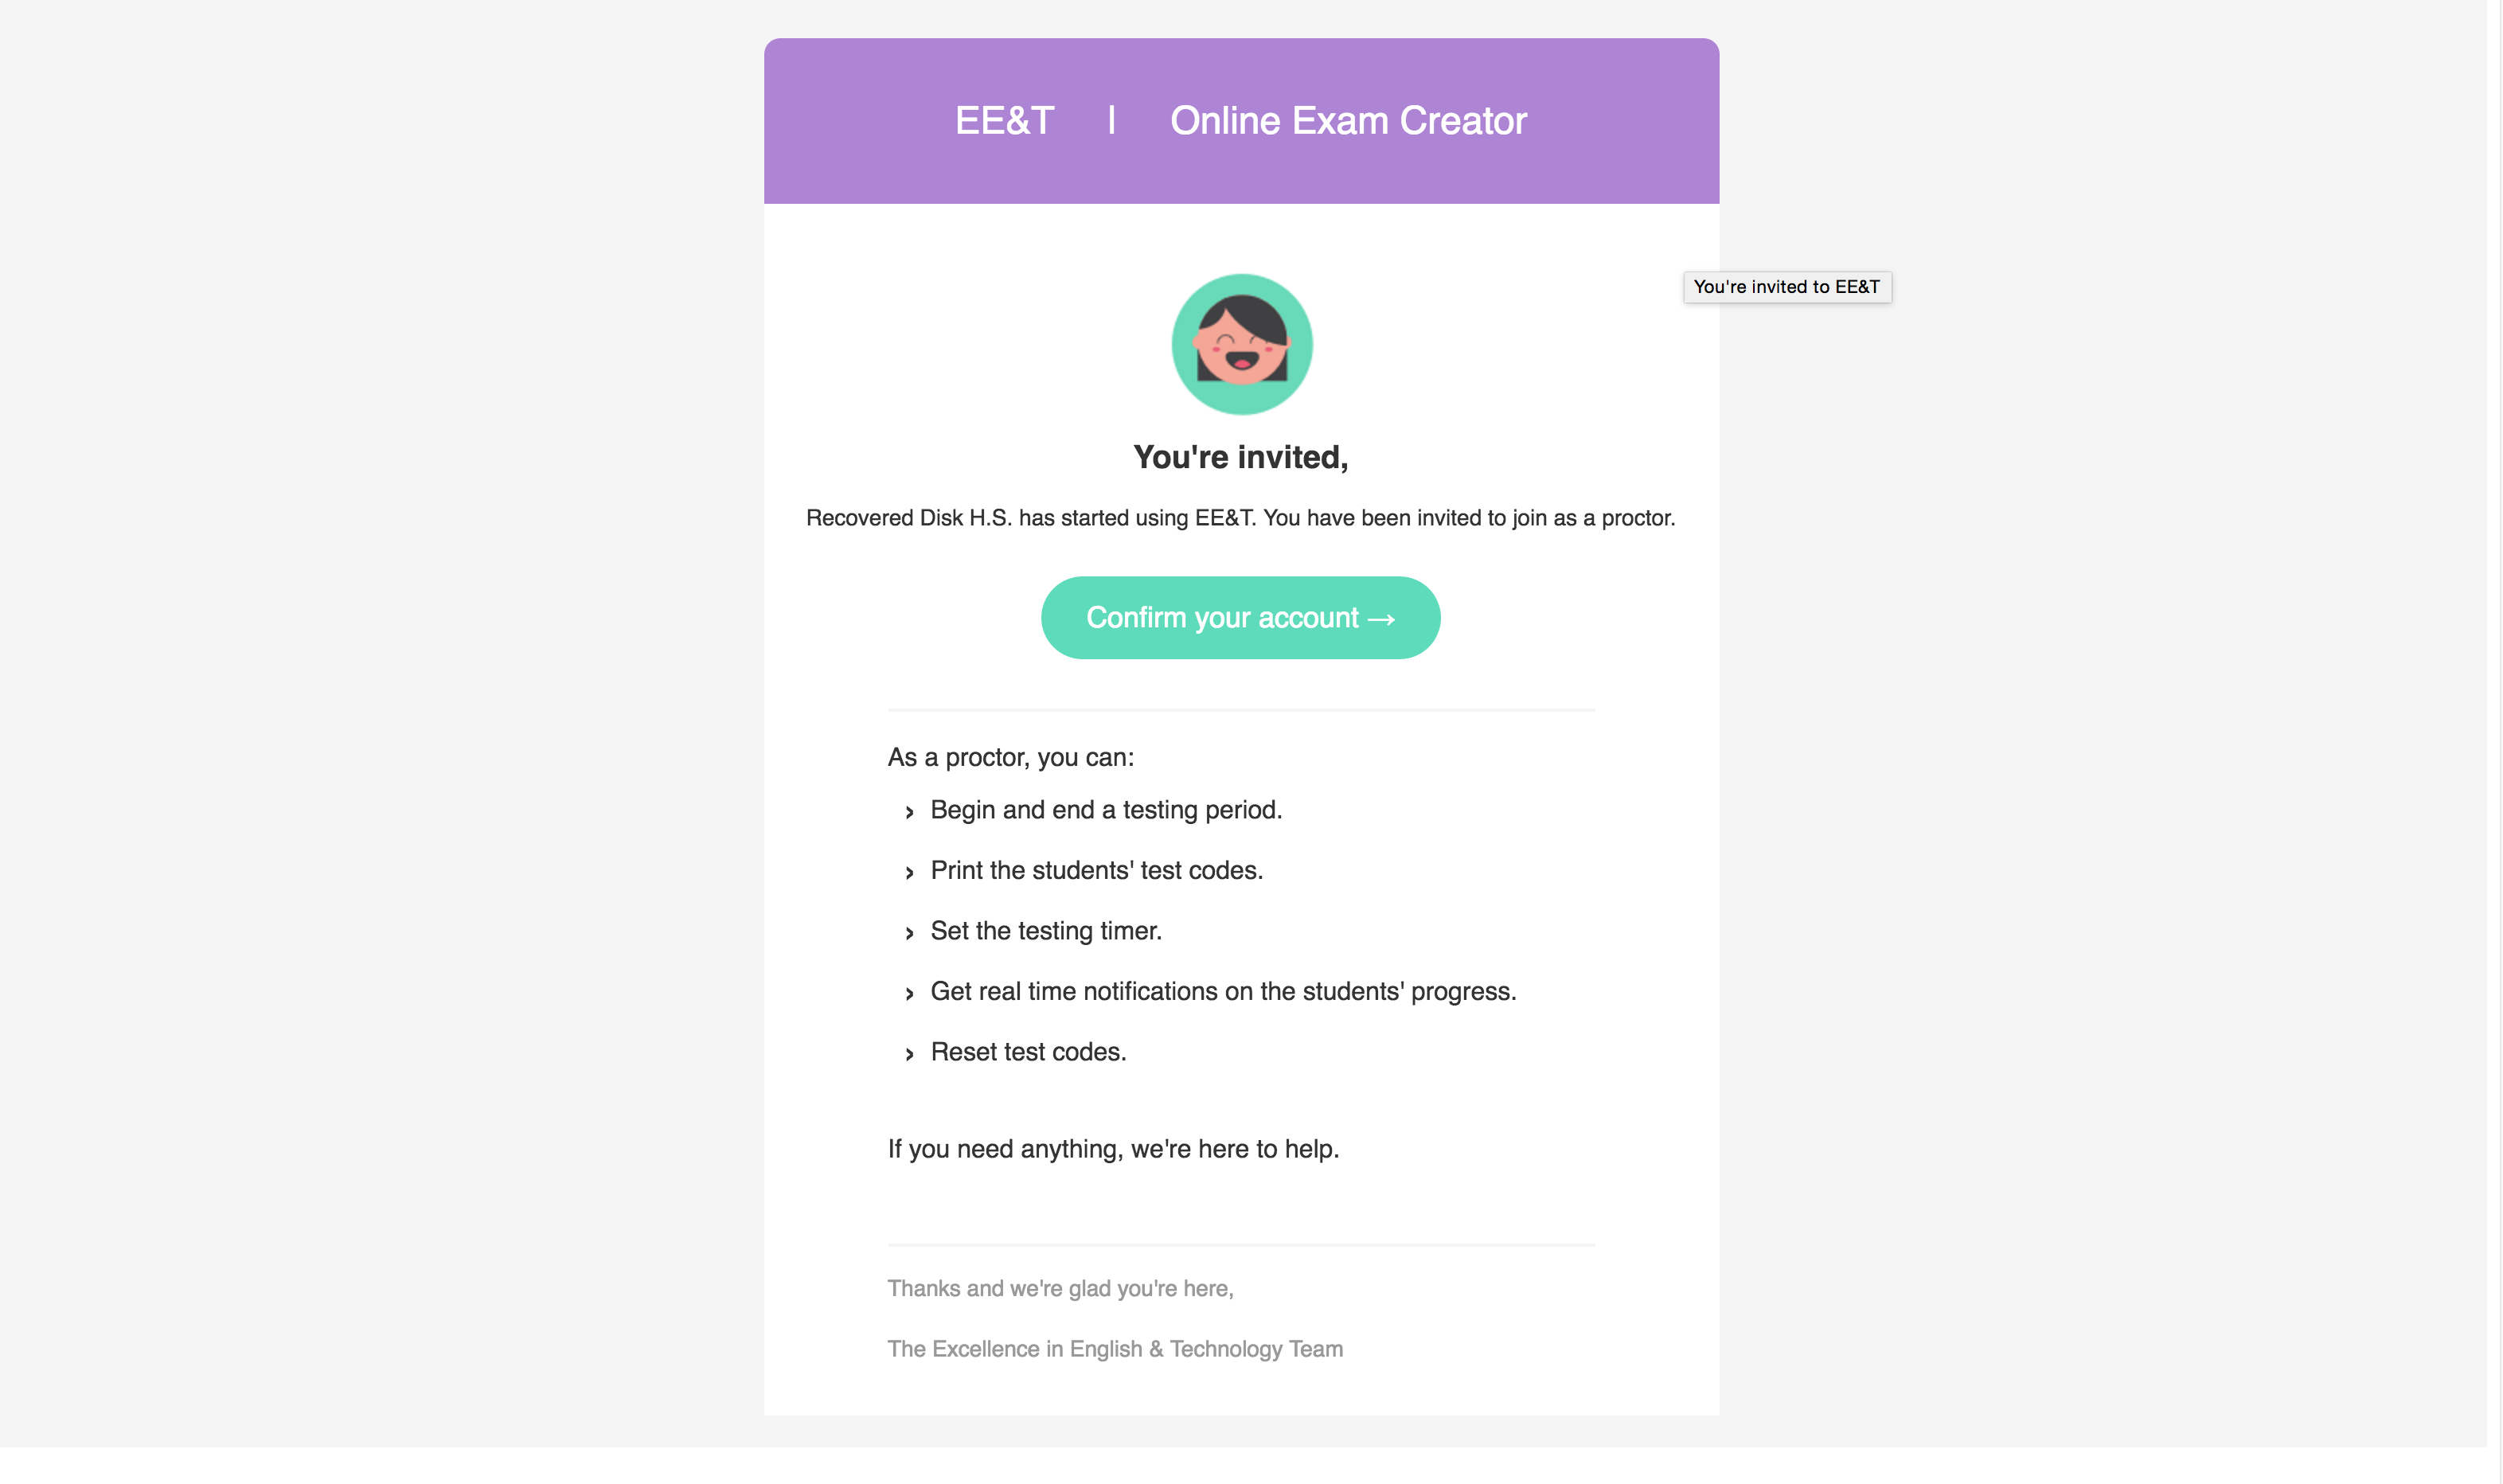 EE&T | Online Exam Creator
You're invited to EE&T
You're invited,
Recovered Disk H.S. has started using EE&T. You have been invited to join as a proctor.
Confirm your account →
As a proctor, you can:
› Begin and end a testing period.
› Print the students' test codes.
› Set the testing timer.
› Get real time notifications on the students' progress.
› Reset test codes.
If you need anything, we're here to help.
Thanks and we're glad you're here,
The Excellence in English & Technology Team